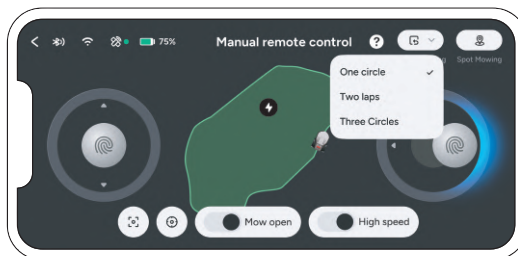 75%
Manual remote control
?
Spot Mowing
One circle
Two laps
Three Circles
Mow open
High speed